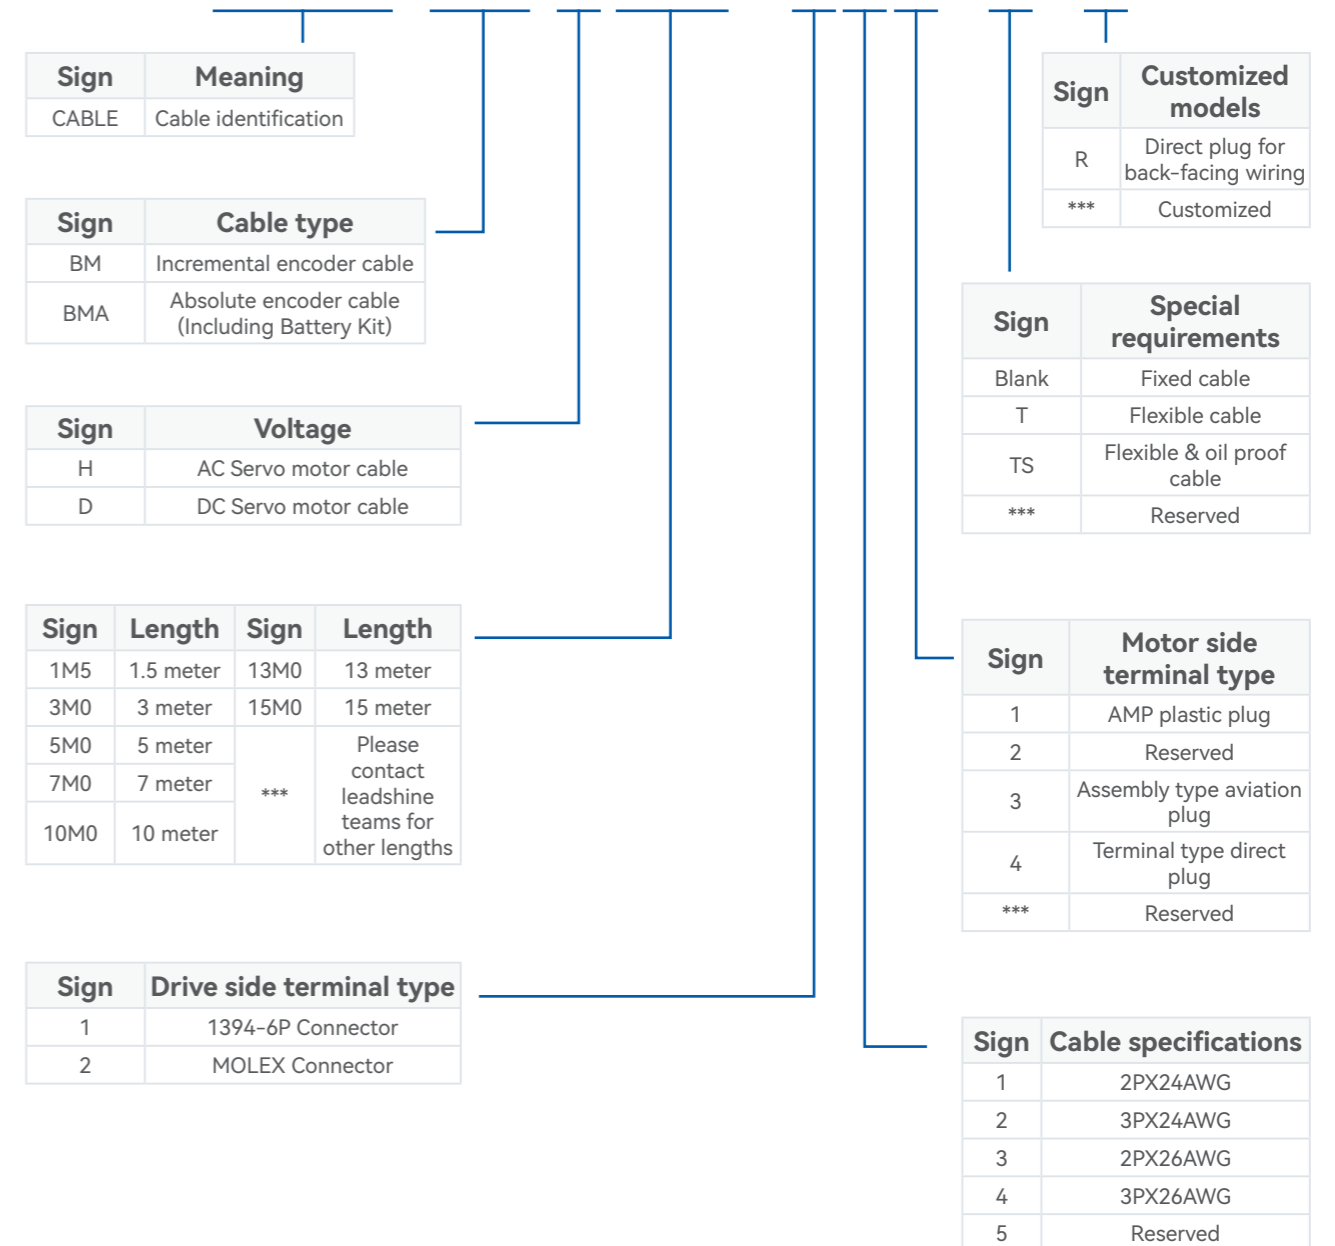 Sign Meaning
CABLE Cable identification
Sign Cable type
BM Incremental encoder cable
BMA Absolute encoder cable
(Including Battery Kit)
Sign Voltage
H AC Servo motor cable
D DC Servo motor cable
Sign Length Sign Length
1M5 1.5 meter 13M0 13 meter
3M0 3 meter 15M0 15 meter
5M0 5 meter
7M0 7 meter
10M0 10 meter
*** Please
contact
leadshine
teams for
other lengths
Sign Drive side terminal type
1 1394-6P Connector
2 MOLEX Connector
Sign Customized
models
R Direct plug for
back-facing wiring
*** Customized
Sign Special
requirements
Blank Fixed cable
T Flexible cable
TS Flexible & oil proof
cable
*** Reserved
Sign Motor side
terminal type
1 AMP plastic plug
2 Reserved
3 Assembly type aviation
plug
4 Terminal type direct
plug
*** Reserved
Sign Cable specifications
1 2PX24AWG
2 3PX24AWG
3 2PX26AWG
4 3PX26AWG
5 Reserved